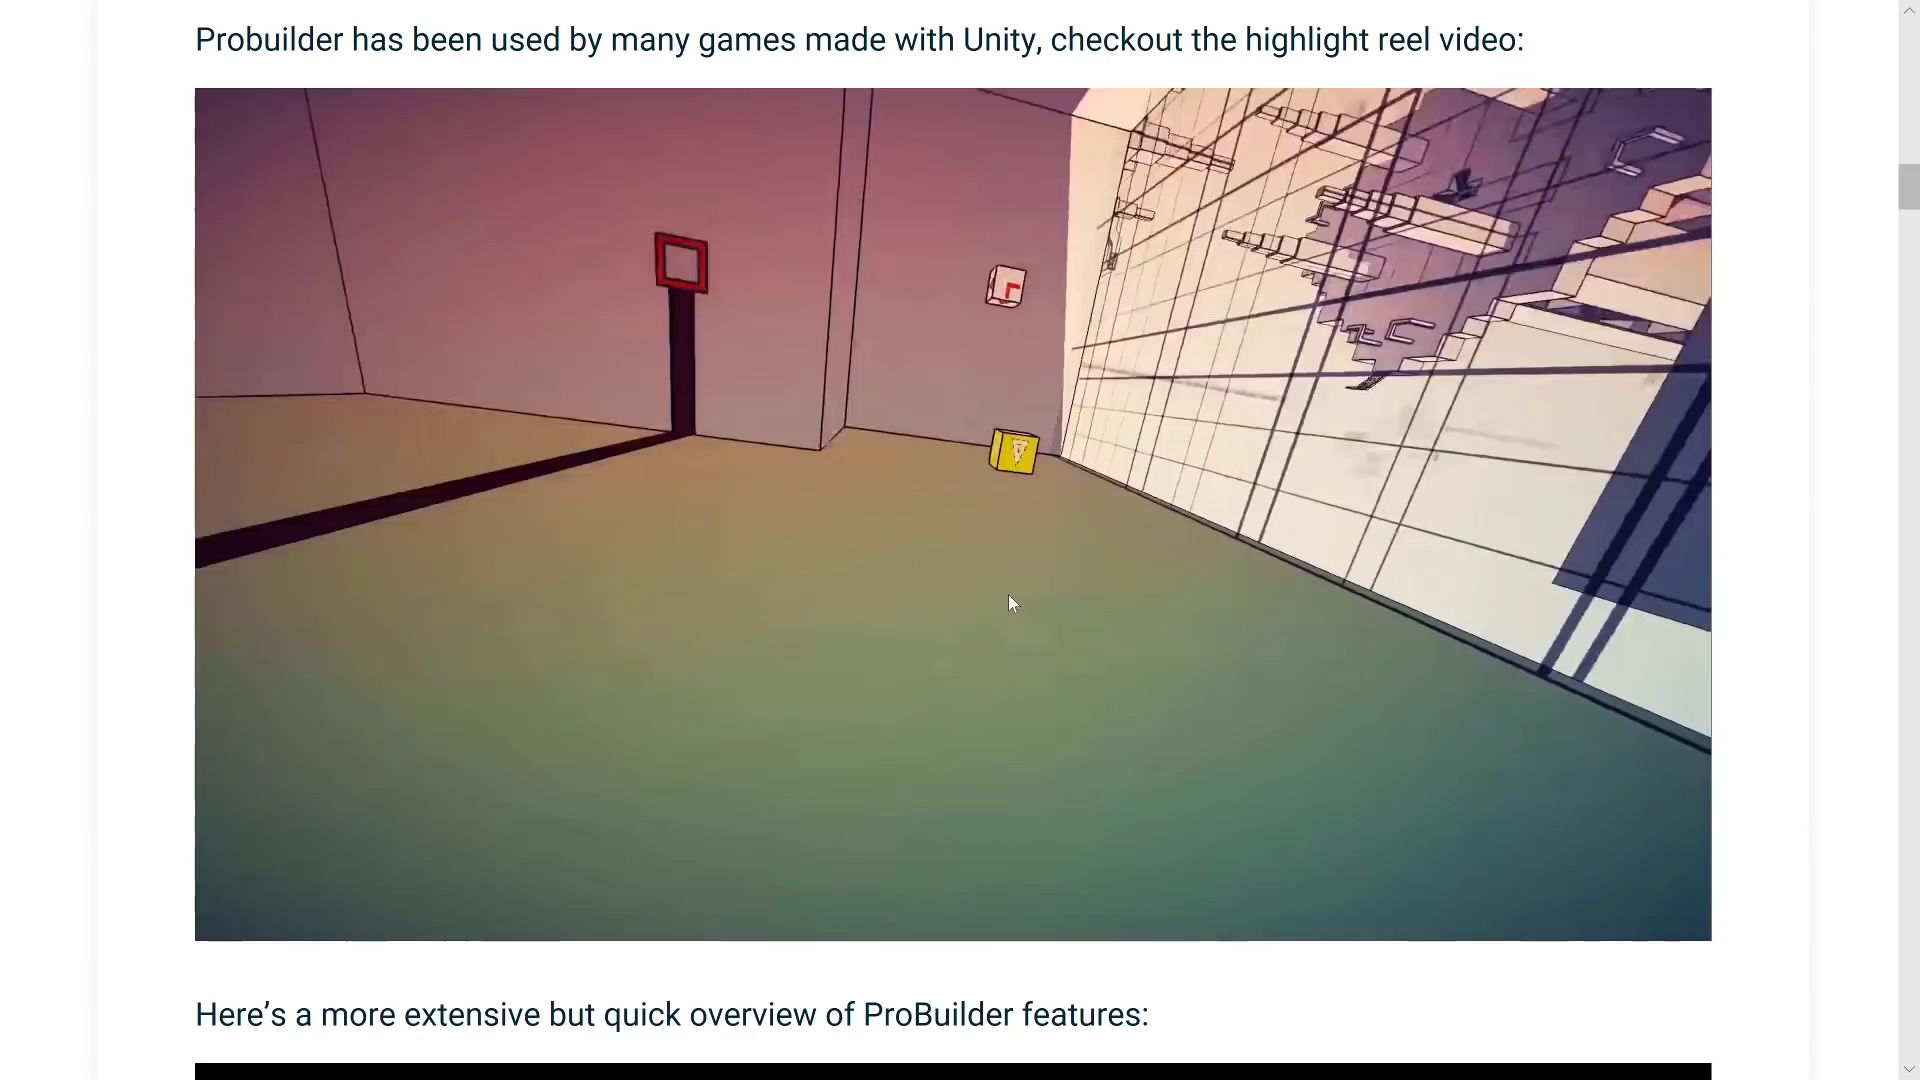 Probuilder has been used by many games made with Unity, checkout the highlight reel video:
Here’s a more extensive but quick overview of ProBuilder features: